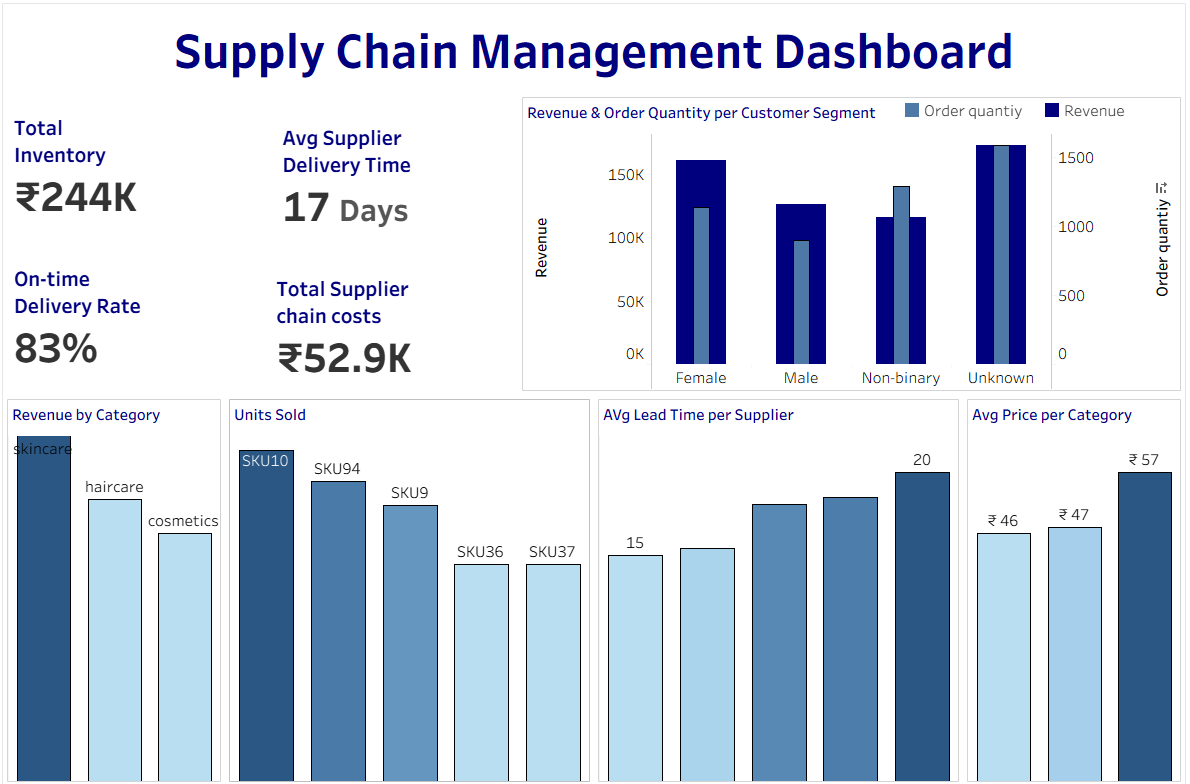 Supply Chain Management Dashboard
Total
Inventory
₹244K
Avg Supplier
Delivery Time
17 Days
On-time
Delivery Rate
83%
Total Supplier
chain costs
₹52.9K
Revenue & Order Quantity per Customer Segment
Order quantiy
Revenue
Revenue
150K
100K
50K
0K
1500
1000
500
0
Order quantiy
Female
Male
Non-binary
Unknown
Revenue by Category
skincare
haircare
cosmetics
Units Sold
SKU10
SKU94
SKU9
SKU36
SKU37
AVg Lead Time per Supplier
15
20
Avg Price per Category
₹ 46
₹ 47
₹ 57